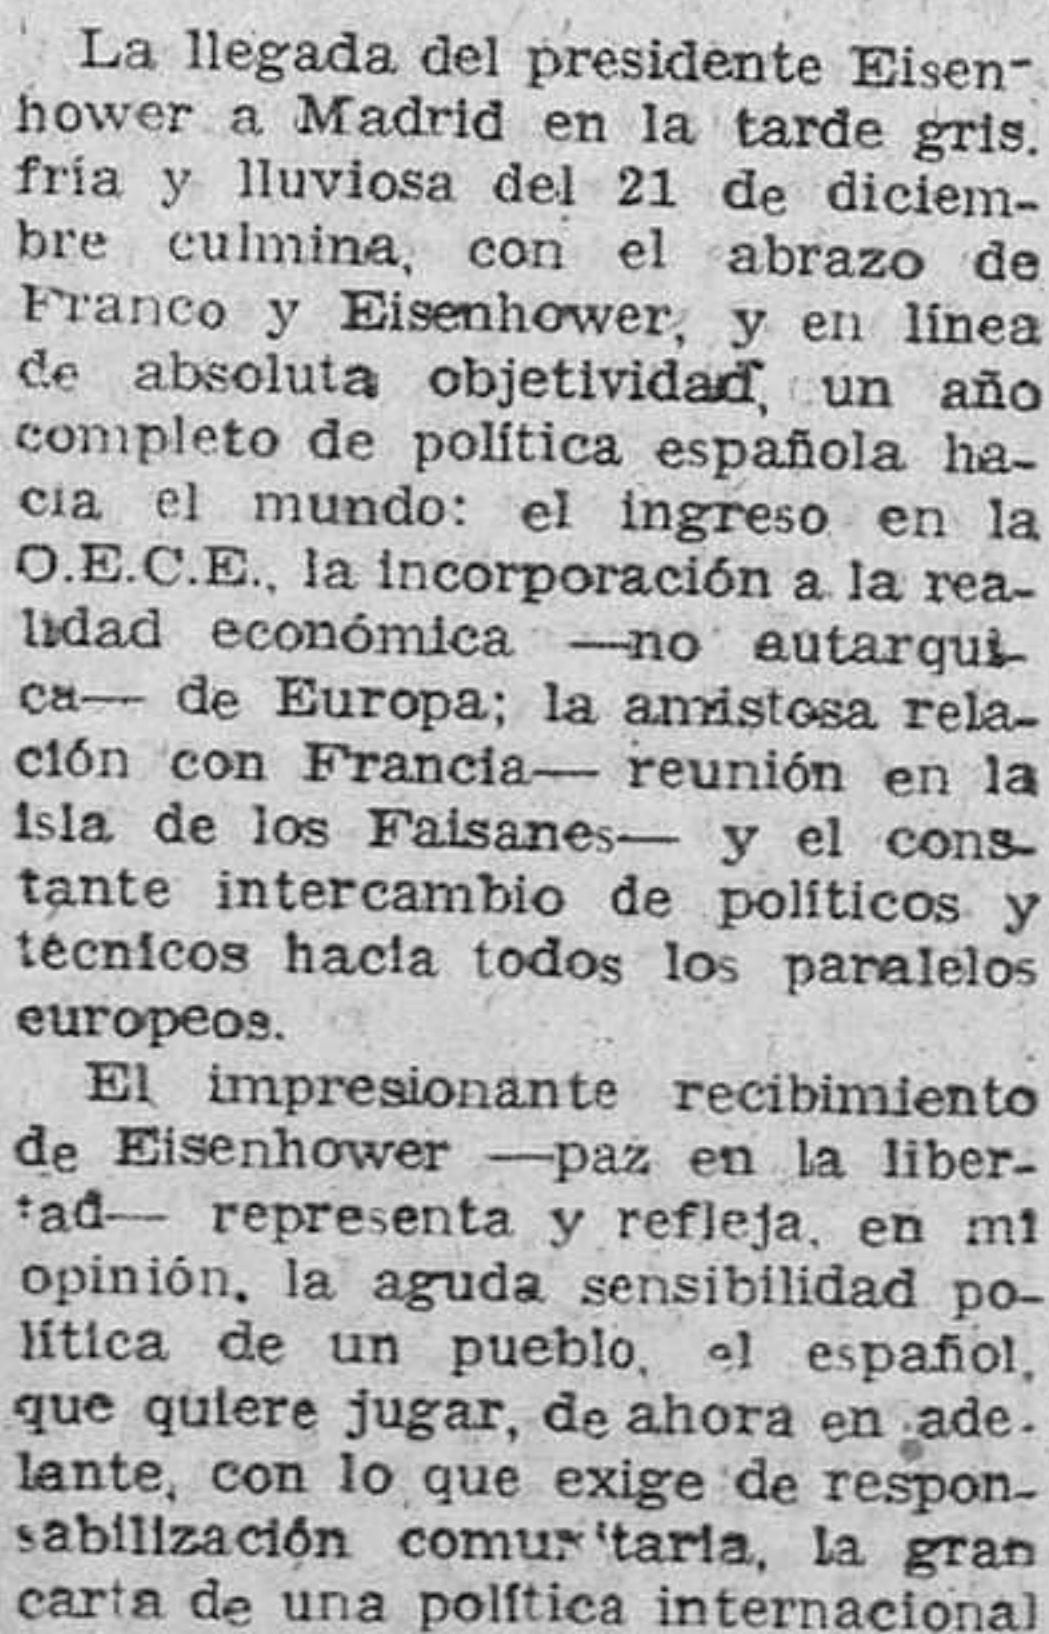 La llegada del presidente Eisen-
hower a Madrid en la tarde gris.
fría y lluviosa del 21 de diciem-
bre culmina, con el abrazo de
Franco y Eisenhower, y en línea
de absoluta objetividad, un año
completo de política española ha-
cia el mundo: el ingreso en la
O.E.C.E., la incorporación a la rea-
lidad económica —no autarqui-
ca— de Europa; la amistosa rela-
ción con Francia— reunión en la
isla de los Faisanes— y el cons-
tante intercambio de políticos y
técnicos hacia todos los paralelos
europeos.
El impresionante recibimiento
de Eisenhower —paz en la liber-
tad— representa y refleja, en mi
opinión, la aguda sensibilidad po-
lítica de un pueblo, el español,
que quiere jugar, de ahora en ade-
lante, con lo que exige de respon-
sabilización comunitaria, la gran
carta de una política internacional